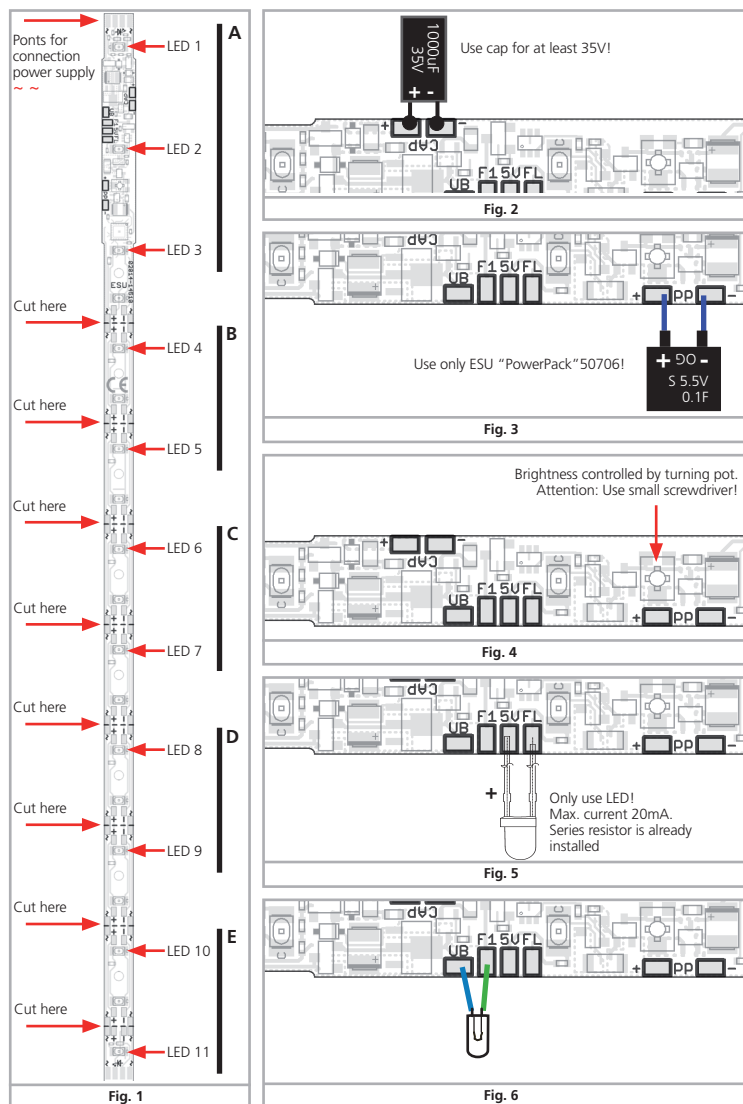 Ponts for
connection
power supply
~ ~
LED 1
A
LED 2
LED 3
ESU
Cut here
B
LED 4
Cut here
LED 5
Cut here
C
LED 6
Cut here
LED 7
Cut here
D
LED 8
Cut here
LED 9
Cut here
E
LED 10
Cut here
LED 11
Fig. 1
1000uF
35V
+ -
Use cap for at least 35V!
+ CAP -
UB F1 5V FL
C
C
Fig. 2
CAP
UB F1 5V FL
C
C
+ PP -
Use only ESU "PowerPack"50706!
+ OG -
S 5.5V
0.1F
Fig. 3
Brightness controlled by turning pot.
Attention: Use small screwdriver!
+ CAP -
UB F1 5V FL
C
C
+ PP -
Fig. 4
CAP
UB F1 5V FL
C
C
+ PP -
+
Only use LED!
Max. current 20mA.
Series resistor is already
installed
Fig. 5
CAP
UB F1 5V FL
C
C
+ PP -
Fig. 6